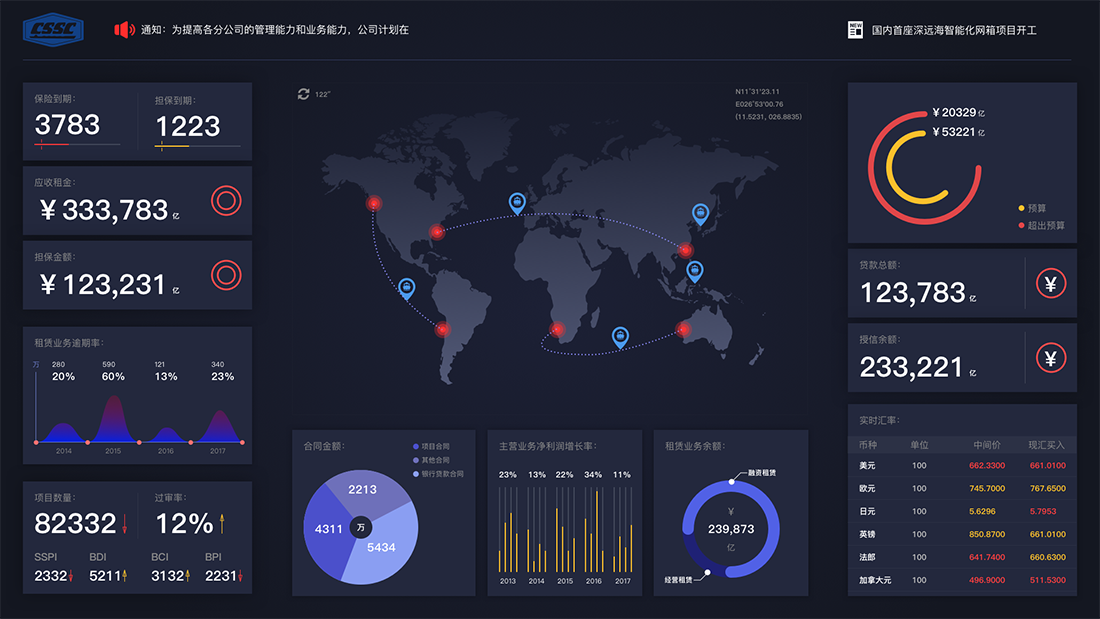 CSSC
通知：为提高各分公司的管理能力和业务能力，公司计划在
NEW
国内首座深远海智能化网箱项目开工
保险到期：
3783
担保到期：
1223
应收租金：
¥ 333,783 亿
担保金额：
¥ 123,231 亿
租赁业务逾期率：
万
280 590 121 340
20% 60% 13% 23%
2014 2015 2016 2017
项目数量：
82332
过审率：
12%
SSPI BDI BCI BPI
2332 5211 3132 2231
122°
N11°31'23.11
E026°53'00.76
(11.5231, 026.8835)
合同金额：
项目合同
其他合同
银行贷款合同
2213
4311
万
5434
主营业务净利润增长率：
23% 13% 22% 34% 11%
2013 2014 2015 2016 2017
租赁业务余额：
融资租赁
¥
239,873
亿
经营租赁
¥ 20329 亿
¥ 53221 亿
预算
超出预算
贷款总额：
123,783 亿
¥
授信余额：
233,221 亿
¥
实时汇率：
币种 单位 中间价 现汇买入
美元 100 662.3300 661.0100
欧元 100 745.7000 767.6500
日元 100 5.6296 5.7953
英镑 100 850.8700 661.0100
法郎 100 641.7400 660.6300
加拿大元 100 496.9000 511.5300